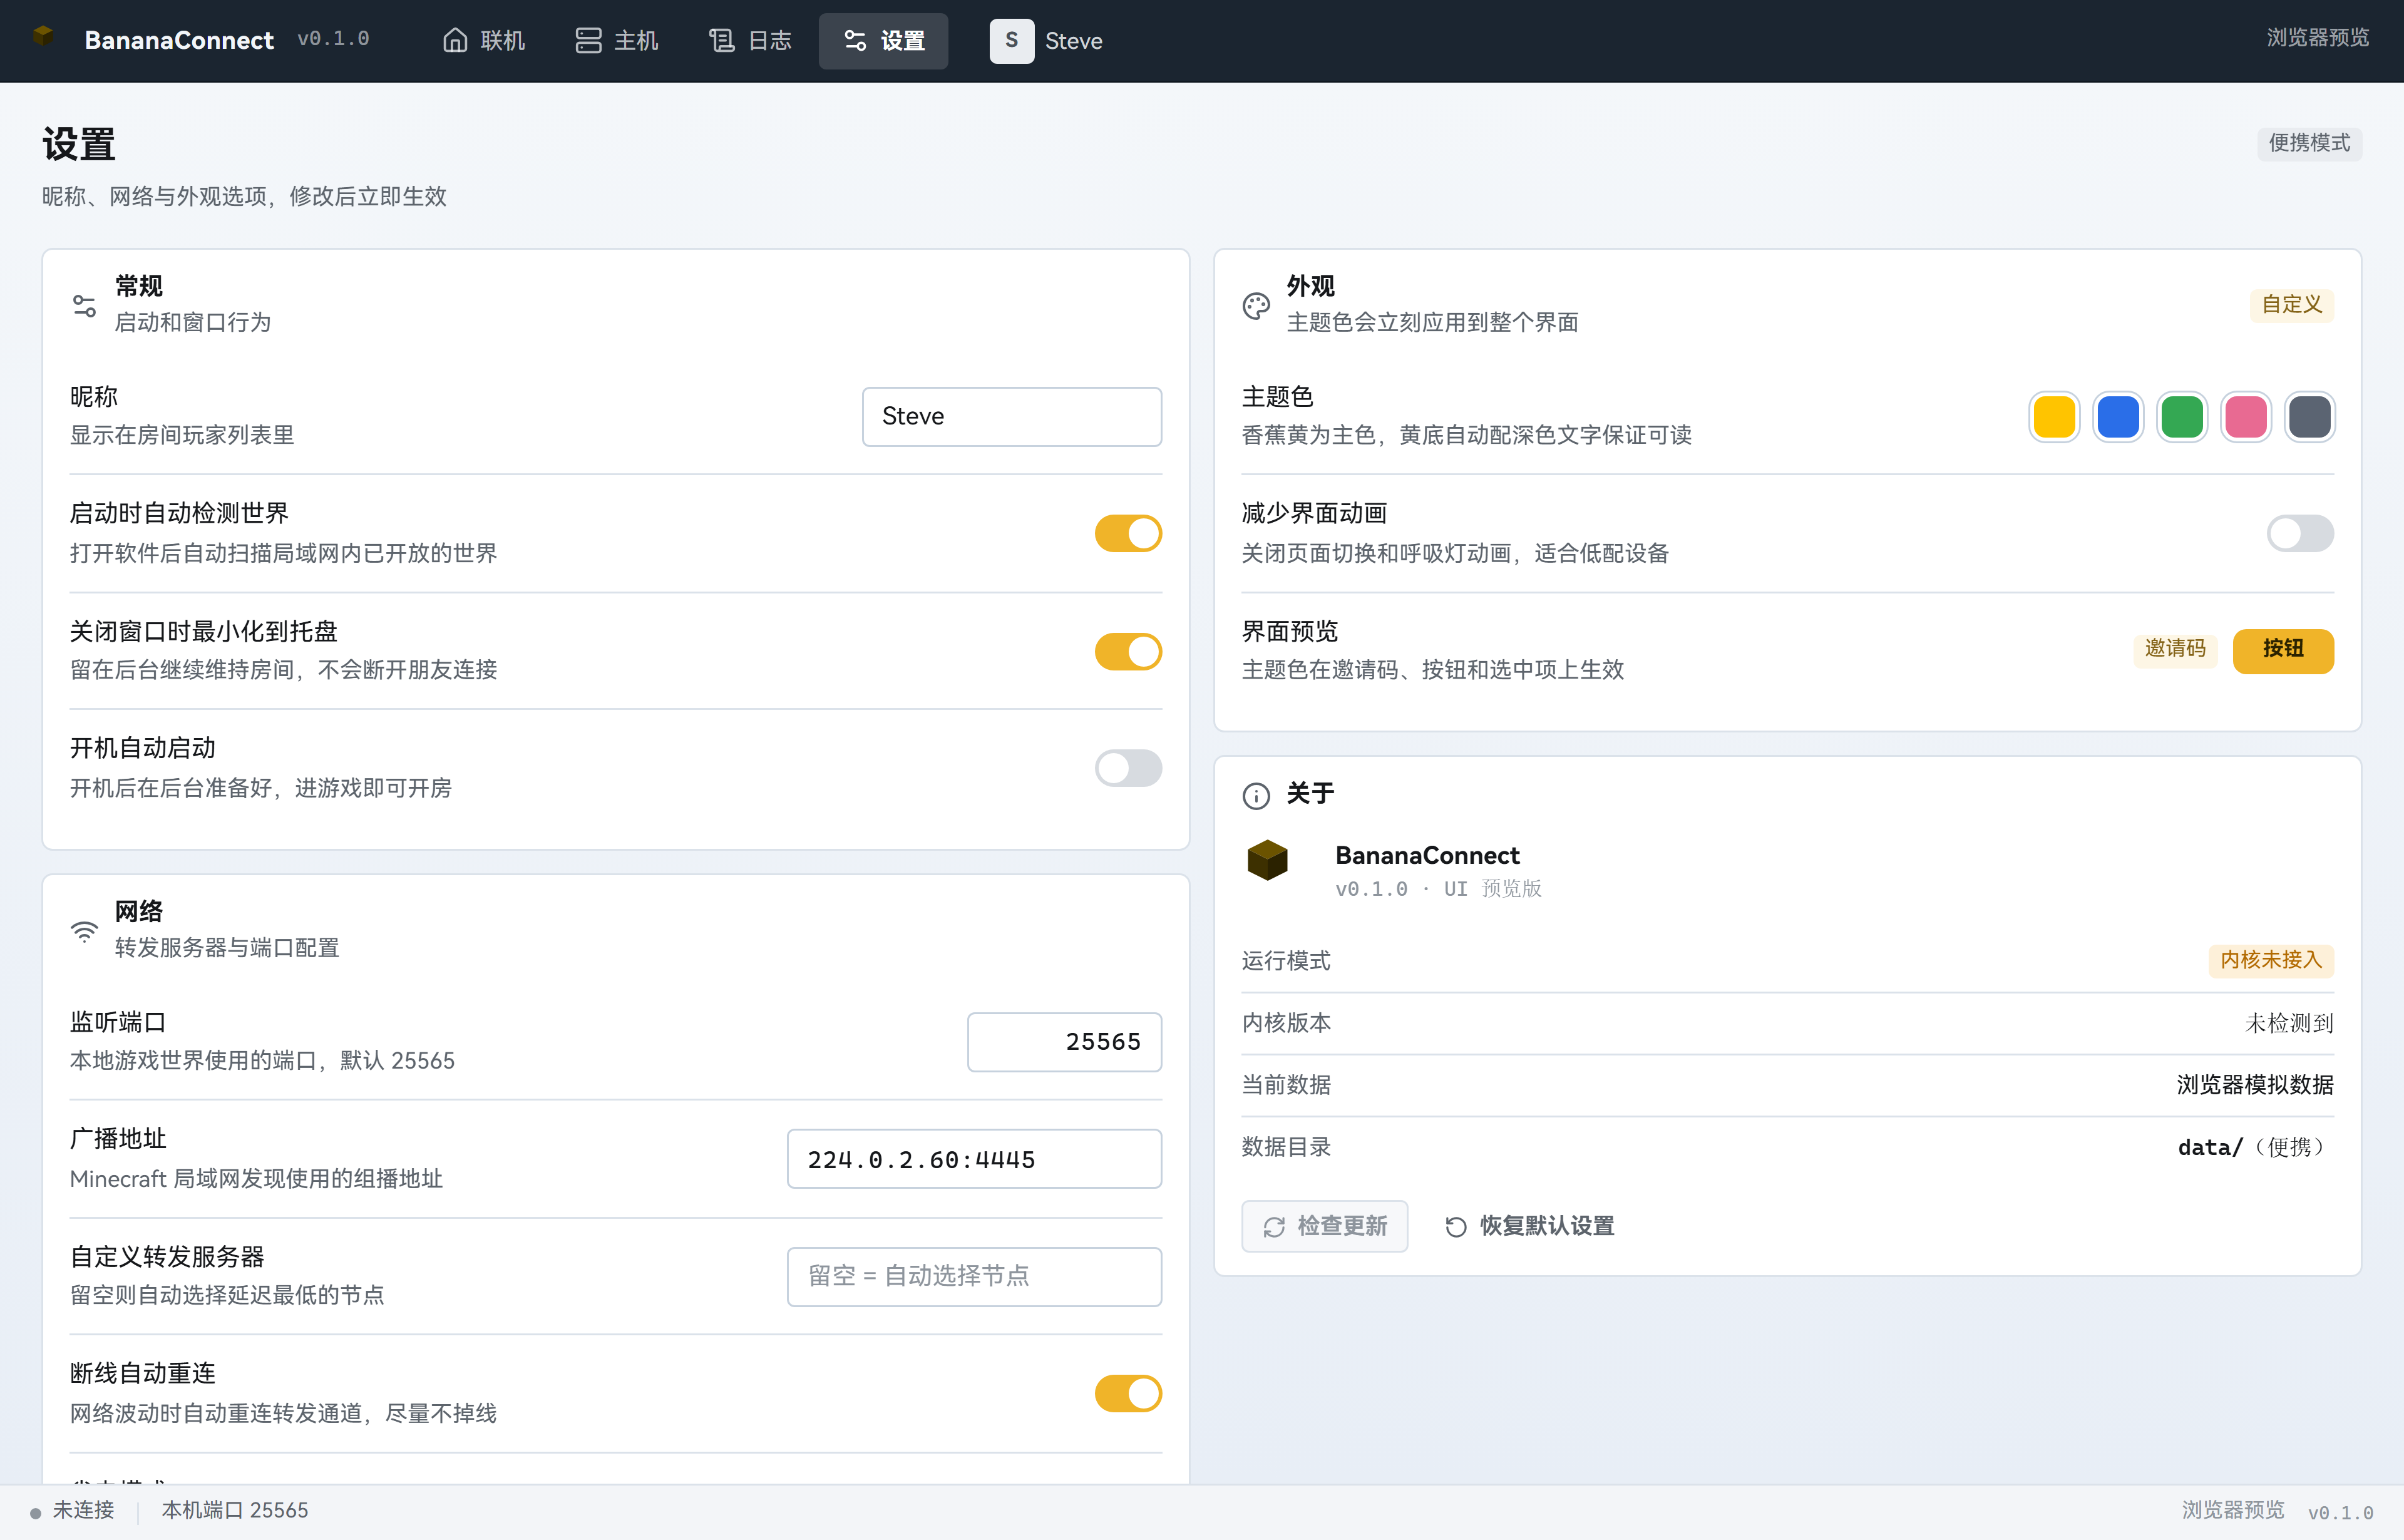 BananaConnect v0.1.0 联机 主机 日志 设置 S Steve 浏览器预览
设置
便携模式
昵称、网络与外观选项，修改后立即生效
常规
启动和窗口行为
昵称
显示在房间玩家列表里
Steve
启动时自动检测世界
打开软件后自动扫描局域网内已开放的世界
关闭窗口时最小化到托盘
留在后台继续维持房间，不会断开朋友连接
开机自动启动
开机后在后台准备好，进游戏即可开房
网络
转发服务器与端口配置
监听端口
本地游戏世界使用的端口，默认 25565
25565
广播地址
Minecraft 局域网发现使用的组播地址
224.0.2.60:4445
自定义转发服务器
留空则自动选择延迟最低的节点
留空 = 自动选择节点
断线自动重连
网络波动时自动重连转发通道，尽量不掉线
外观
主题色会立刻应用到整个界面
自定义
主题色
香蕉黄为主色，黄底自动配深色文字保证可读
减少界面动画
关闭页面切换和呼吸灯动画，适合低配设备
界面预览
主题色在邀请码、按钮和选中项上生效
邀请码 按钮
关于
BananaConnect
v0.1.0 · UI 预览版
运行模式 内核未接入
内核版本 未检测到
当前数据 浏览器模拟数据
数据目录 data/（便携）
检查更新 恢复默认设置
未连接 本机端口 25565 浏览器预览 v0.1.0